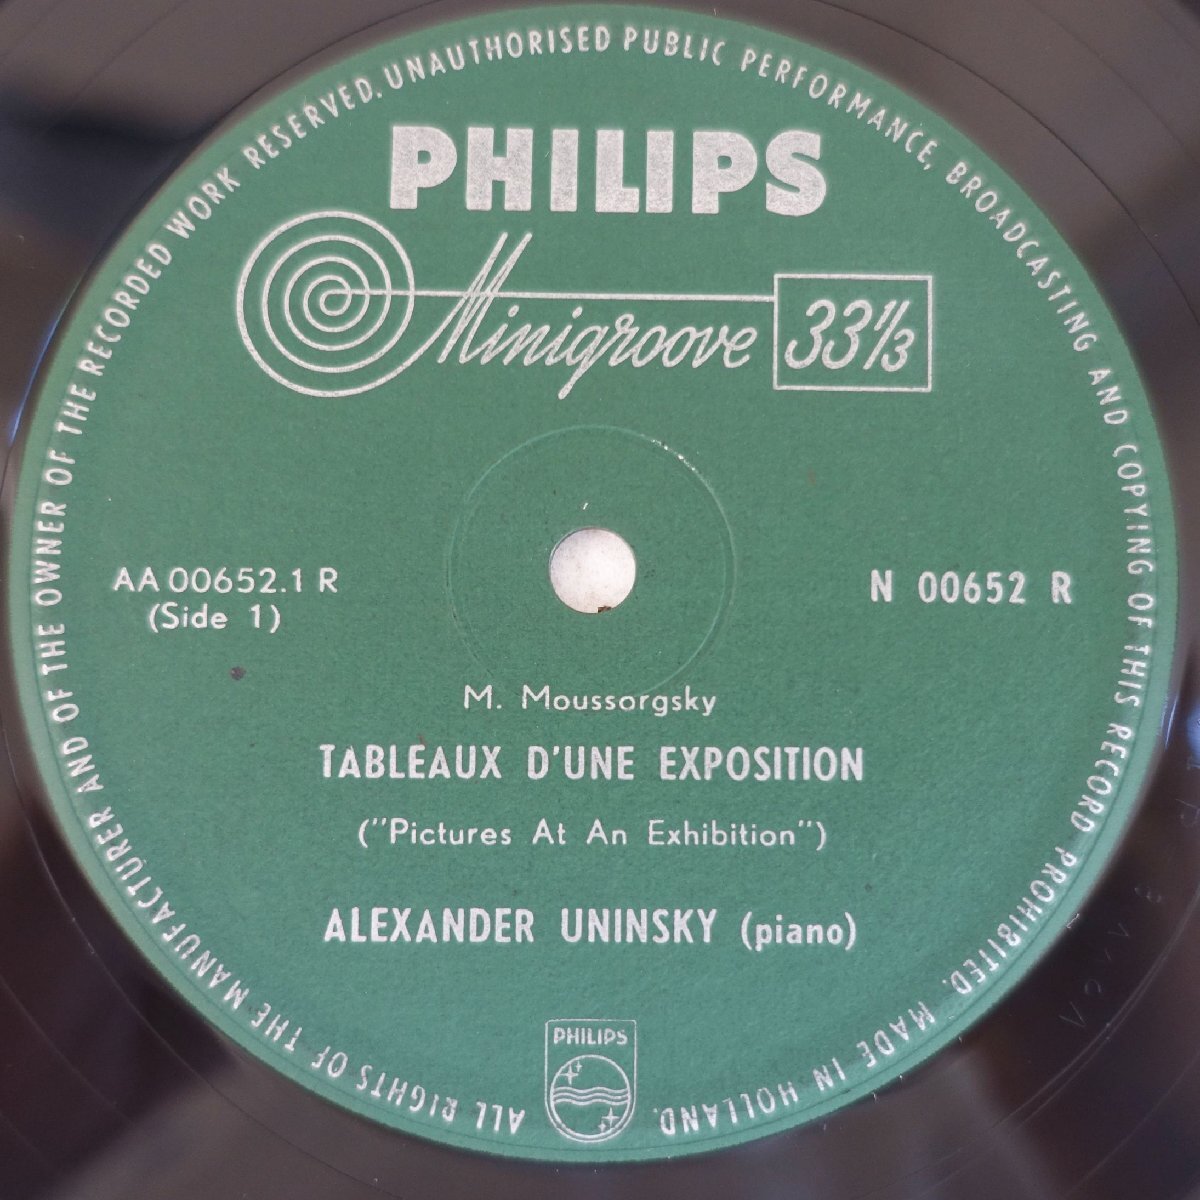 ALL RIGHTS OF THE MANUFACTURER AND OF THE OWNER OF THE RECORDED WORK RESERVED. UNAUTHORISED PUBLIC PERFORMANCE, BROADCASTING AND COPYING OF THIS RECORD PROHIBITED. MADE IN HOLLAND.
PHILIPS
Minigroove 33 1/3
AA 00652.1 R
(Side 1)
N 00652 R
M. Moussorgsky
TABLEAUX D'UNE EXPOSITION
("Pictures At An Exhibition")
ALEXANDER UNINSKY (piano)
PHILIPS